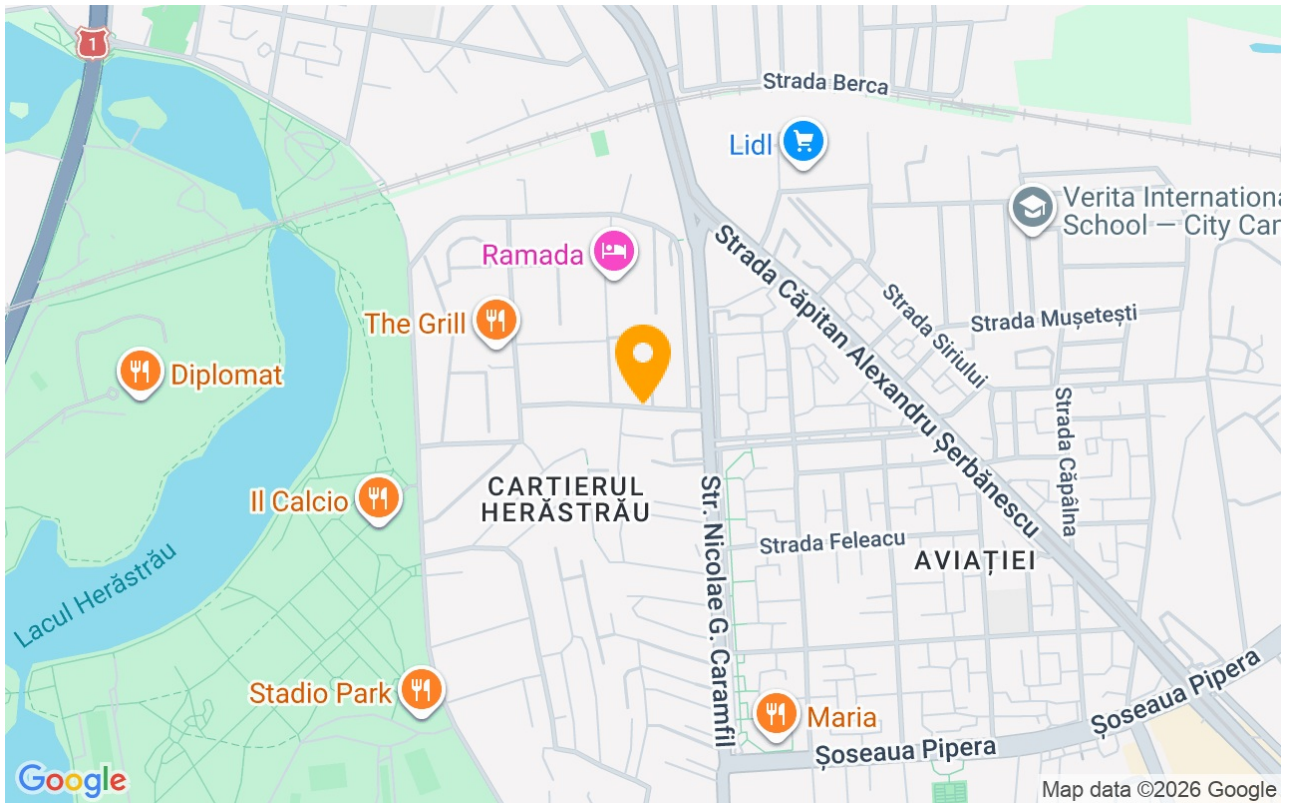 1
Strada Berca
Lidl
Verita Internationa
School — City Car
Ramada
Strada Căpitan Alexandru Șerbănescu
Strada Siriului
Strada Mușetești
The Grill
Diplomat
Strada Căpâlna
CARTIERUL
HERĂSTRĂU
Il Calcio
Str. Nicolae G. Caramfil
Strada Feleacu
AVIAȚIEI
Lacul Herăstrău
Stadio Park
Maria
Șoseaua Pipera
Șoseaua Pipera
Google
Map data ©2026 Google